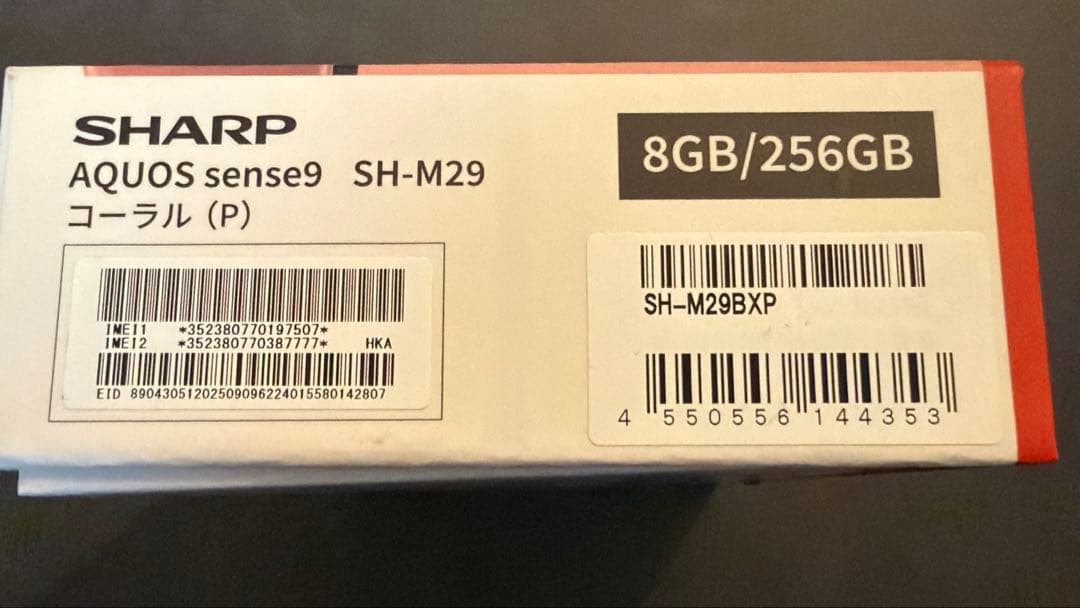 SHARP
AQUOS sense9 SH-M29
コーラル（P）
8GB/256GB
IMEI1 *352380770197507*
IMEI2 *352380770387777* HKA
EID 89043051202509096224015580142807
SH-M29BXP
4 550556 144353